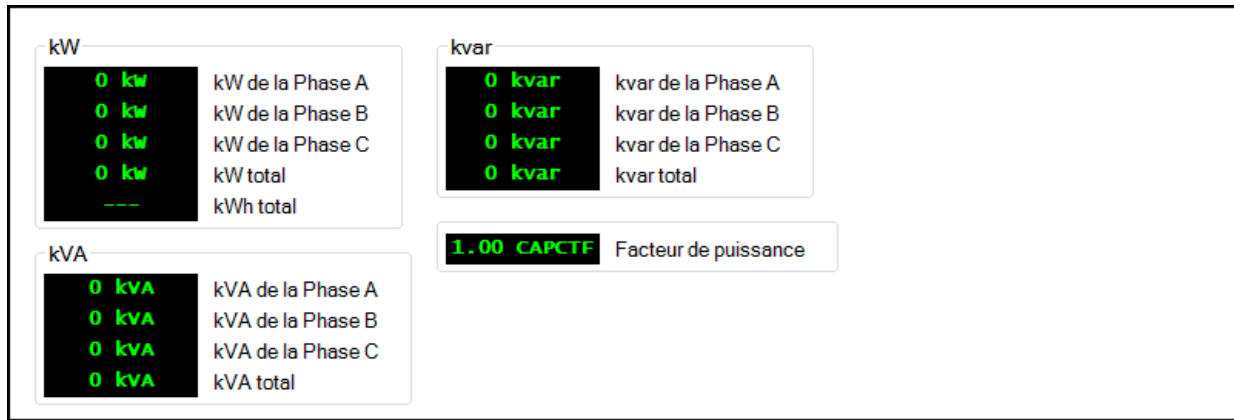 kW
0 kW kW de la Phase A
0 kW kW de la Phase B
0 kW kW de la Phase C
0 kW kW total
--- kWh total
kvar
0 kvar kvar de la Phase A
0 kvar kvar de la Phase B
0 kvar kvar de la Phase C
0 kvar kvar total
1.00 CAPCTF Facteur de puissance
kVA
0 kVA kVA de la Phase A
0 kVA kVA de la Phase B
0 kVA kVA de la Phase C
0 kVA kVA total